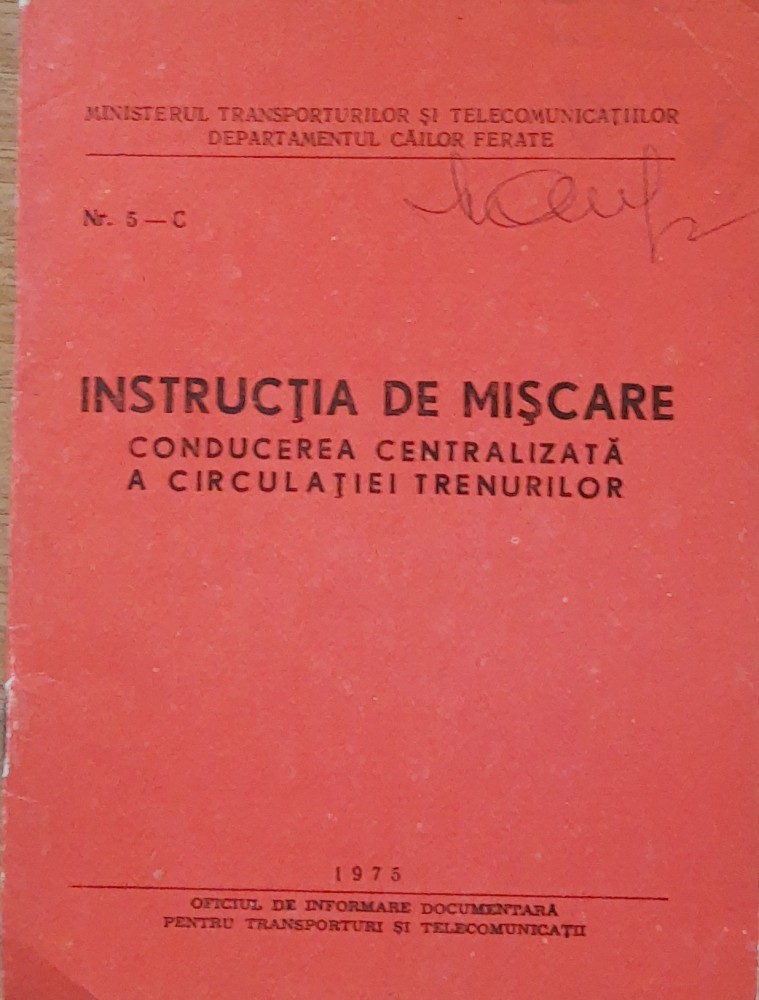 MINISTERUL TRANSPORTURILOR ŞI TELECOMUNICAŢIILOR
DEPARTAMENTUL CĂILOR FERATE
Nr. 5 — C
INSTRUCŢIA DE MIŞCARE
CONDUCEREA CENTRALIZATĂ
A CIRCULAŢIEI TRENURILOR
1975
OFICIUL DE INFORMARE DOCUMENTARĂ
PENTRU TRANSPORTURI ŞI TELECOMUNICAŢII